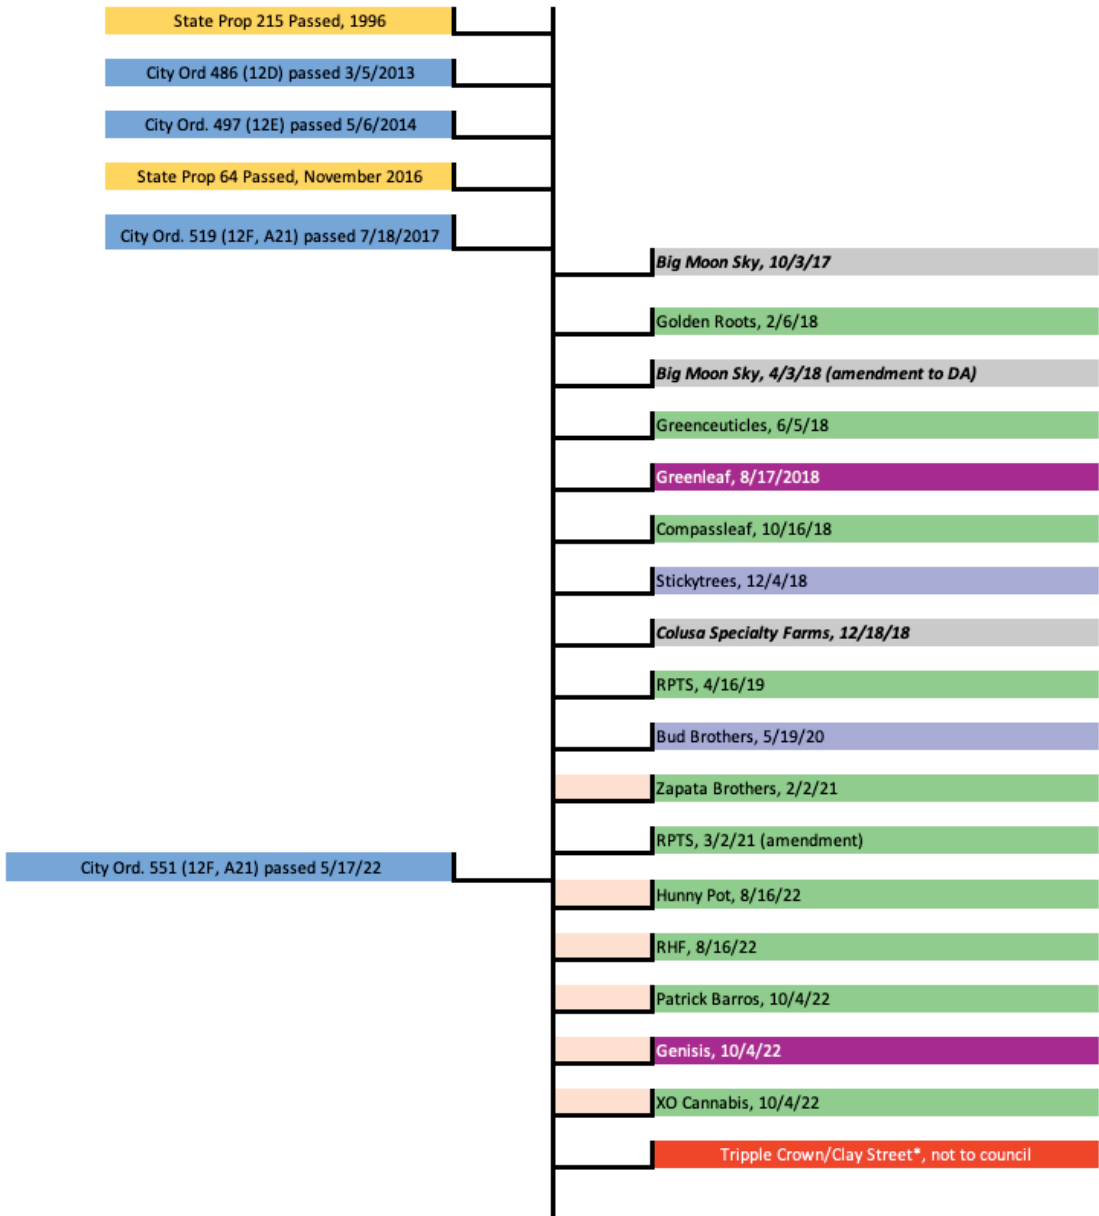 State Prop 215 Passed, 1996
City Ord 486 (12D) passed 3/5/2013
City Ord. 497 (12E) passed 5/6/2014
State Prop 64 Passed, November 2016
City Ord. 519 (12F, A21) passed 7/18/2017
Big Moon Sky, 10/3/17
Golden Roots, 2/6/18
Big Moon Sky, 4/3/18 (amendment to DA)
Greenceuticles, 6/5/18
Greenleaf, 8/17/2018
Compassleaf, 10/16/18
Stickytrees, 12/4/18
Colusa Specialty Farms, 12/18/18
RPTS, 4/16/19
Bud Brothers, 5/19/20
Zapata Brothers, 2/2/21
RPTS, 3/2/21 (amendment)
City Ord. 551 (12F, A21) passed 5/17/22
Hunny Pot, 8/16/22
RHF, 8/16/22
Patrick Barros, 10/4/22
Genisis, 10/4/22
XO Cannabis, 10/4/22
Tripple Crown/Clay Street*, not to council